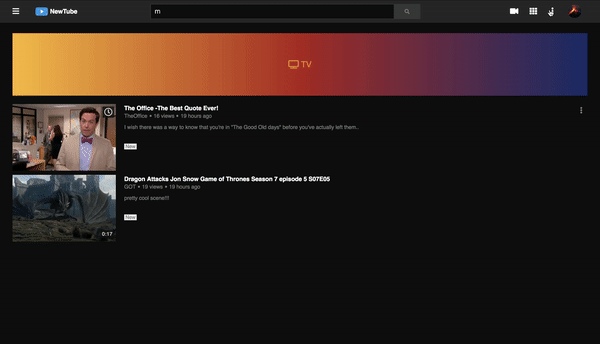 NewTube
m
TV
The Office -The Best Quote Ever!
TheOffice • 16 views • 19 hours ago
I wish there was a way to know that you're in "The Good Old days" before you've actually left them..
New
Dragon Attacks Jon Snow Game of Thrones Season 7 episode 5 S07E05
GOT • 19 views • 19 hours ago
pretty cool scene!!!
0:17
New